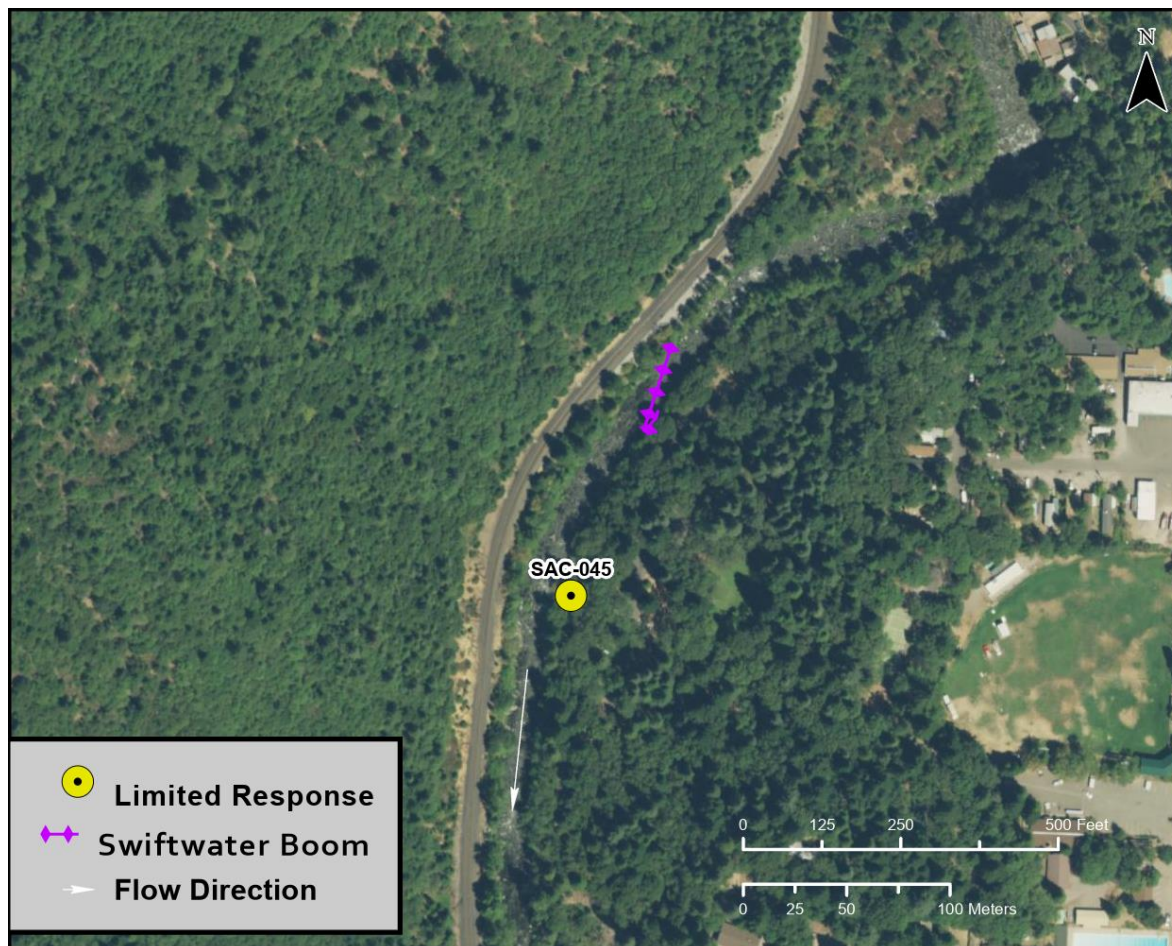 N
SAC-045
Limited Response
Swiftwater Boom
Flow Direction
0 125 250 500 Feet
0 25 50 100 Meters